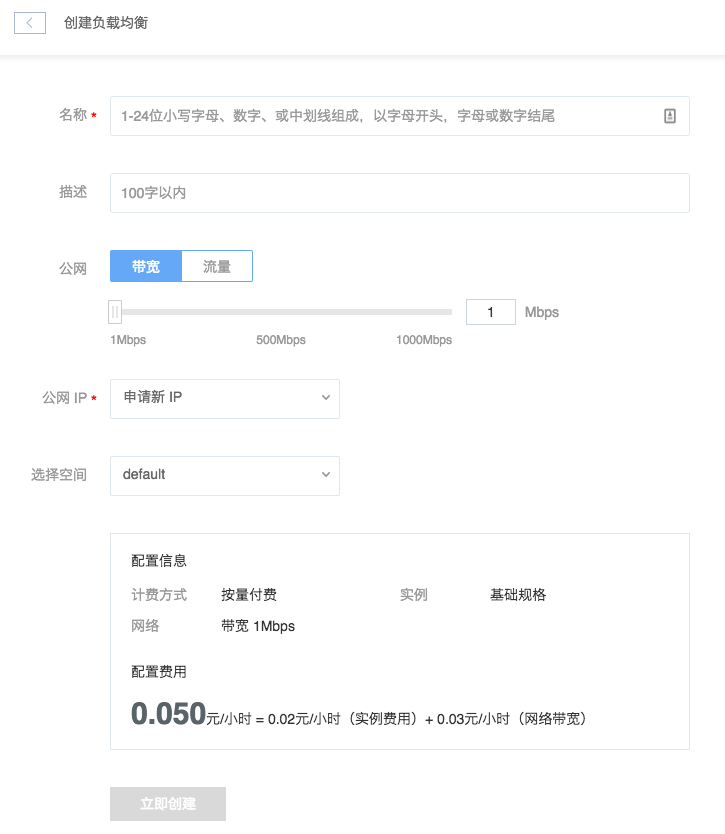 创建负载均衡
名称 * 1-24位小写字母、数字、或中划线组成，以字母开头，字母或数字结尾
描述 100字以内
公网 带宽 流量
1 Mbps
1Mbps 500Mbps 1000Mbps
公网 IP * 申请新 IP
选择空间 default
配置信息
计费方式 按量付费 实例 基础规格
网络 带宽 1Mbps
配置费用
0.050元/小时 = 0.02元/小时（实例费用）+ 0.03元/小时（网络带宽）
立即创建